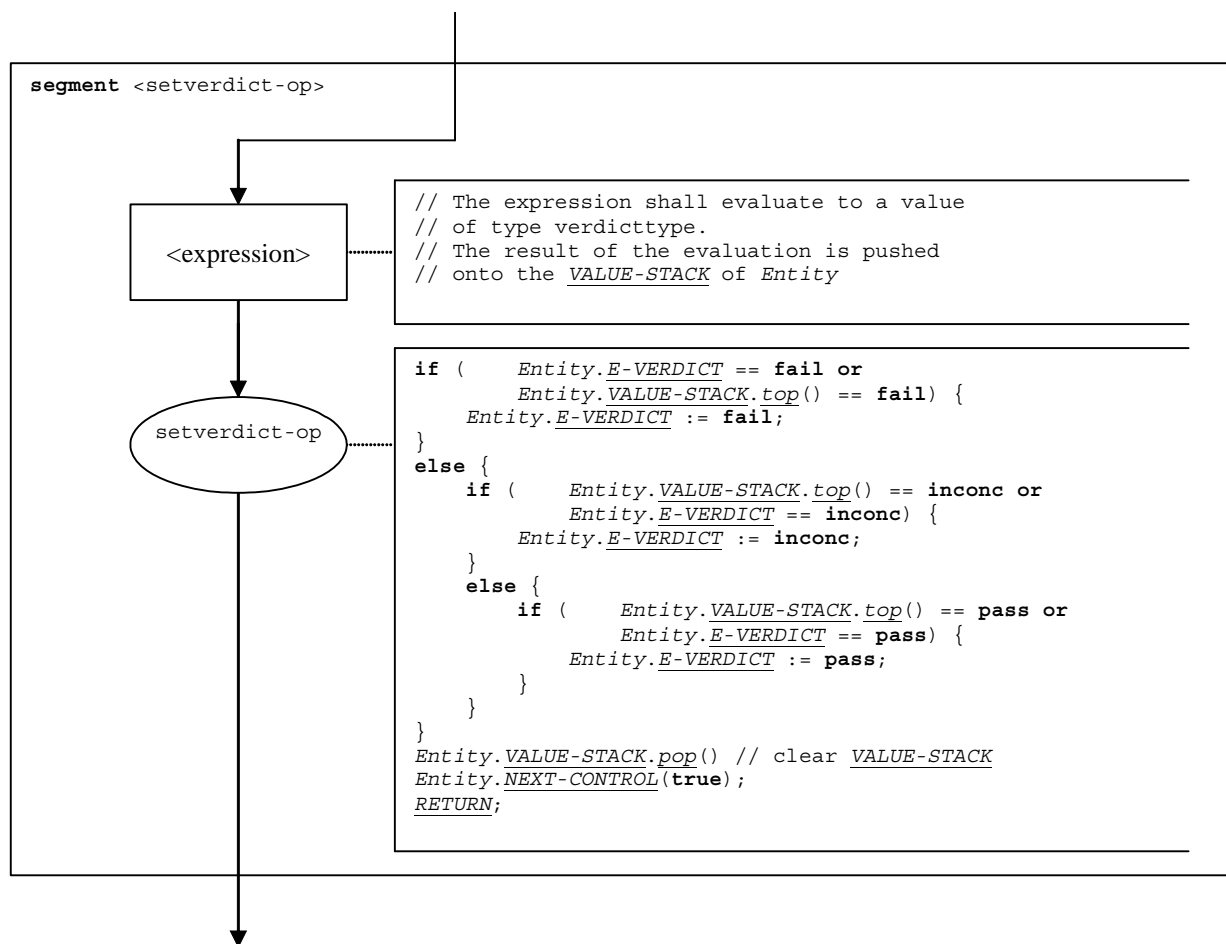 segment <setverdict-op>
<expression>
// The expression shall evaluate to a value
// of type verdicttype.
// The result of the evaluation is pushed
// onto the VALUE-STACK of Entity
setverdict-op
if (    Entity.E-VERDICT == fail or
        Entity.VALUE-STACK.top() == fail) {
    Entity.E-VERDICT := fail;
}
else {
    if (    Entity.VALUE-STACK.top() == inconc or
            Entity.E-VERDICT == inconc) {
        Entity.E-VERDICT := inconc;
    }
    else {
        if (    Entity.VALUE-STACK.top() == pass or
                Entity.E-VERDICT == pass) {
            Entity.E-VERDICT := pass;
        }
    }
}
Entity.VALUE-STACK.pop() // clear VALUE-STACK
Entity.NEXT-CONTROL(true);
RETURN;